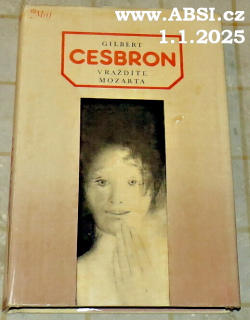 www.ABSI.cz
1.1.2025
GILBERT
CESBRON
VRAŽDÍTE
MOZARTA